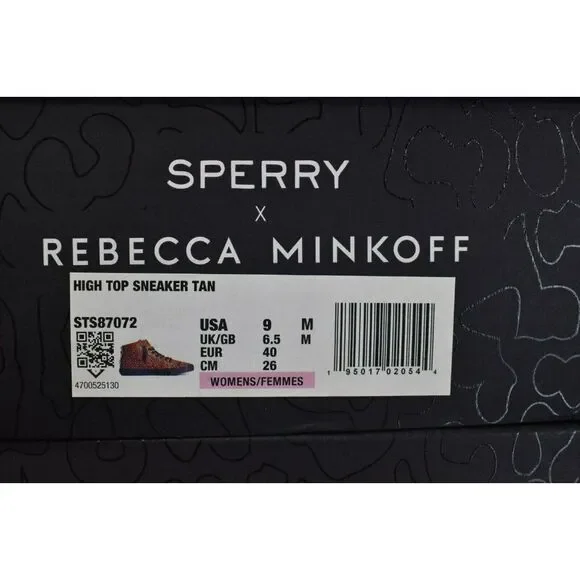 SPERRY
X
REBECCA MINKOFF
HIGH TOP SNEAKER TAN
STS87072
USA 9 M
UK/GB 6.5 M
EUR 40
CM 26
WOMENS/FEMMES
4700525130
1 95017 02054 4